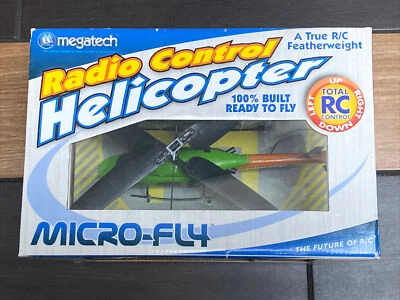 megatech
A True R/C
Featherweight
Radio Control
Helicopter
100% BUILT
READY TO FLY
UP
LEFT
RIGHT
DOWN
TOTAL
RC
CONTROL
MICRO-FLY
THE FUTURE OF R/C